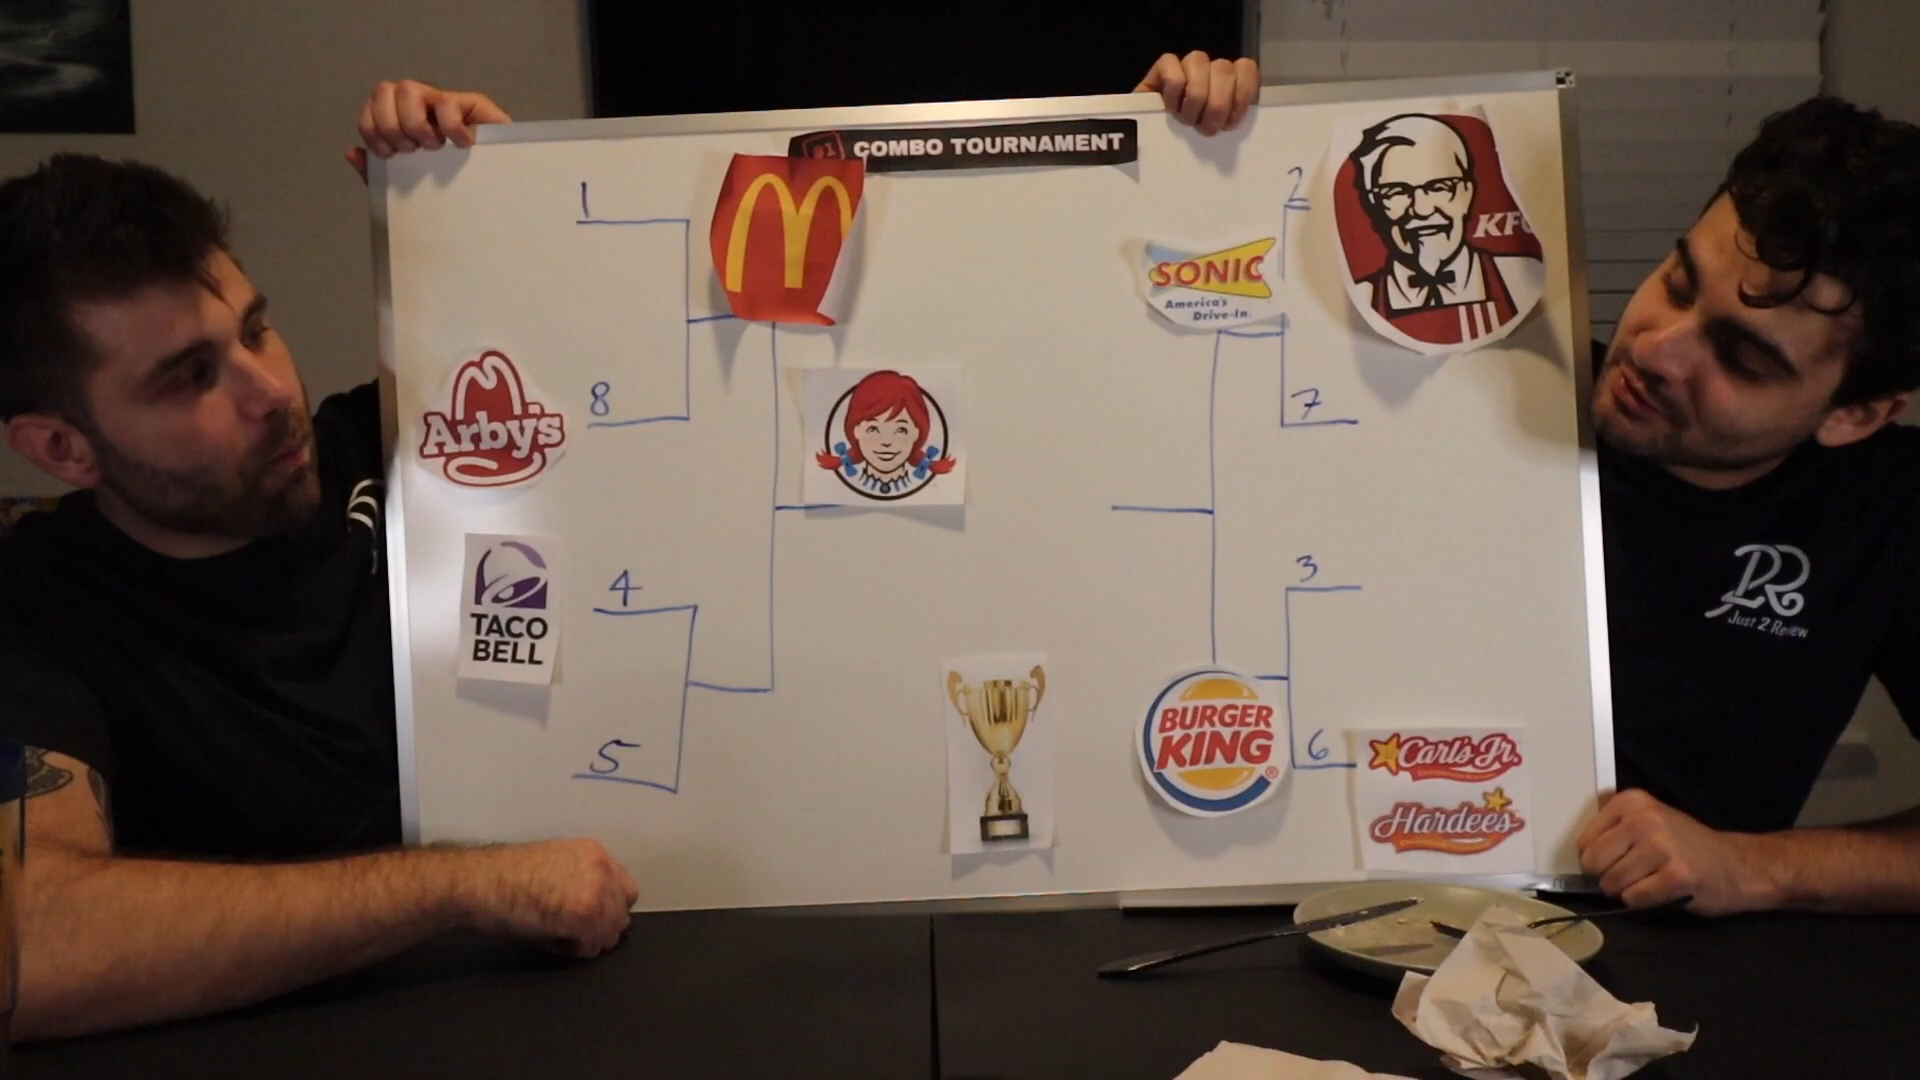 #1 COMBO TOURNAMENT
1
2
KFC
SONIC
America's
Drive-In
8
7
Arby's
4
3
TACO
BELL
5
BURGER
KING
®
6
Carl's Jr.
Hardee's
R
Just 2 Review